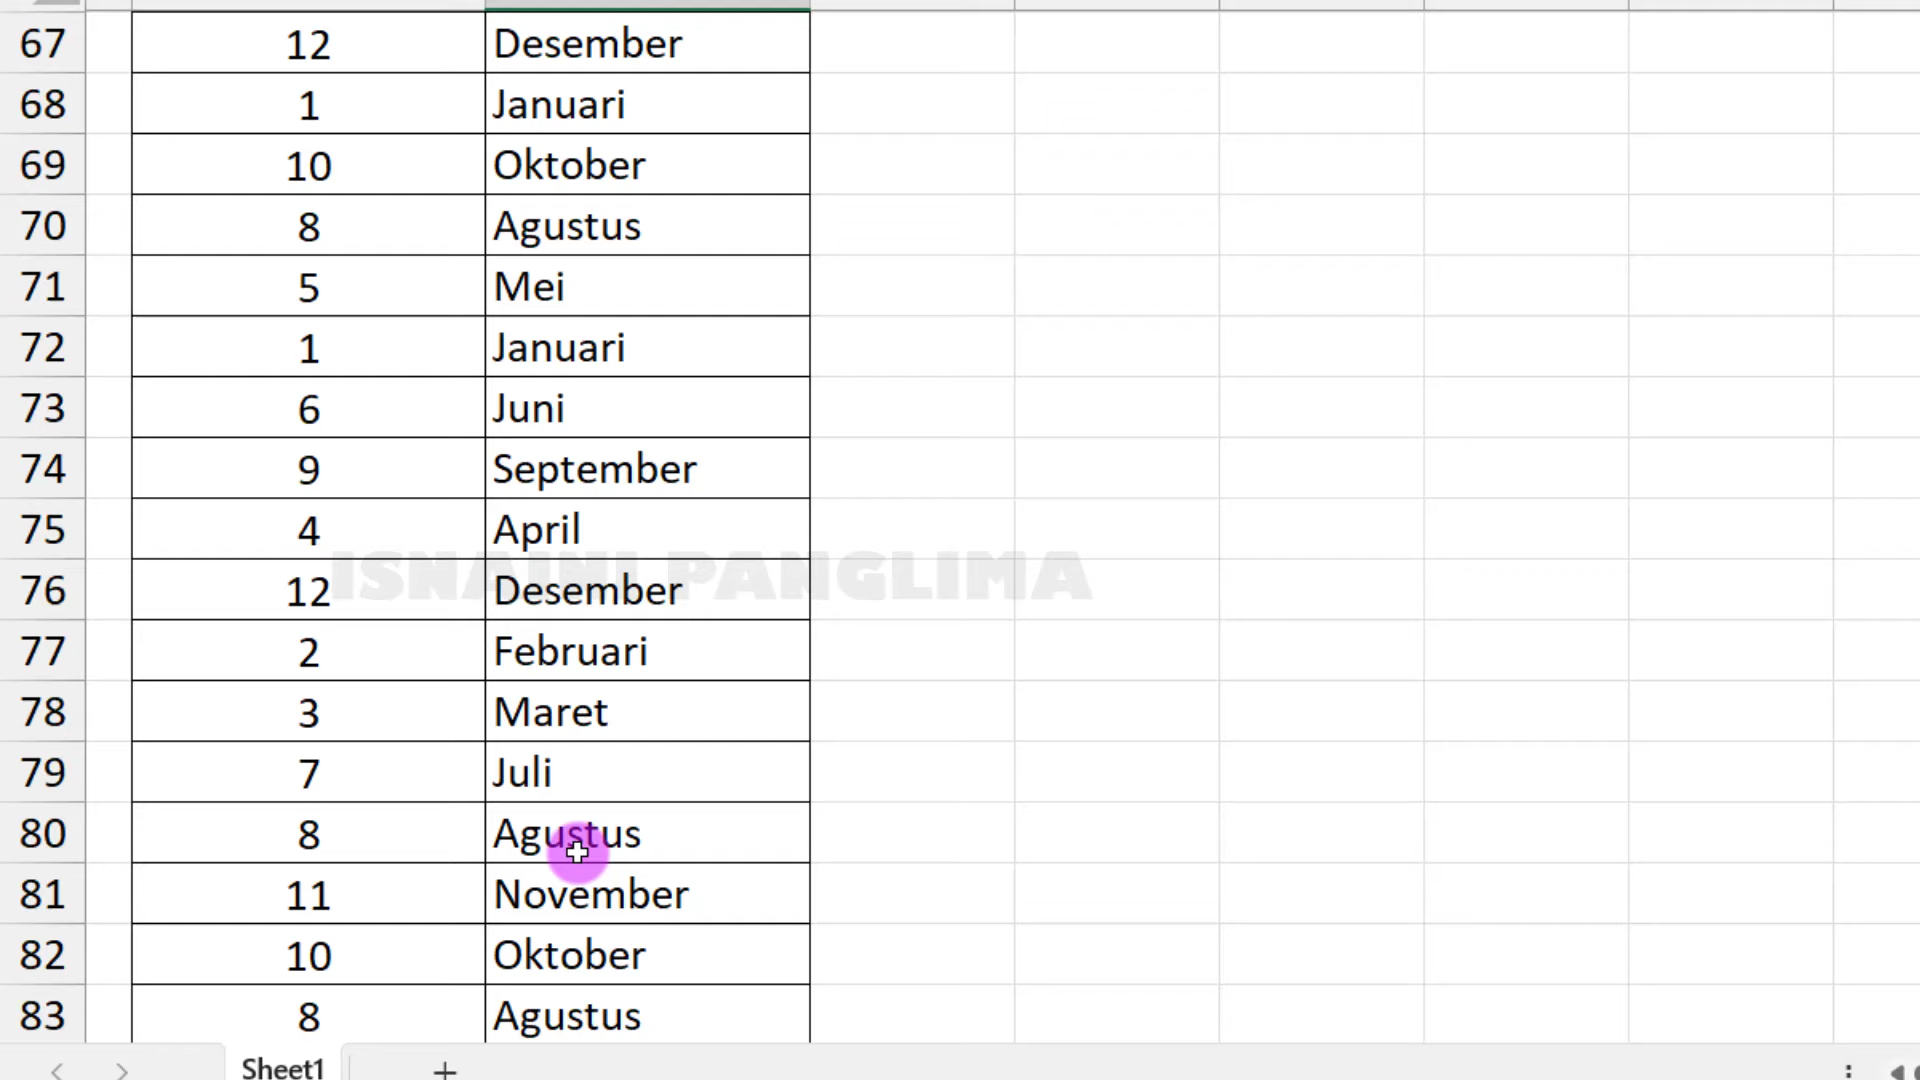 67 12 Desember
68 1 Januari
69 10 Oktober
70 8 Agustus
71 5 Mei
72 1 Januari
73 6 Juni
74 9 September
75 4 April
ISNAINI PANGLIMA
76 12 Desember
77 2 Februari
78 3 Maret
79 7 Juli
80 8 Agustus
81 11 November
82 10 Oktober
83 8 Agustus
Sheet1